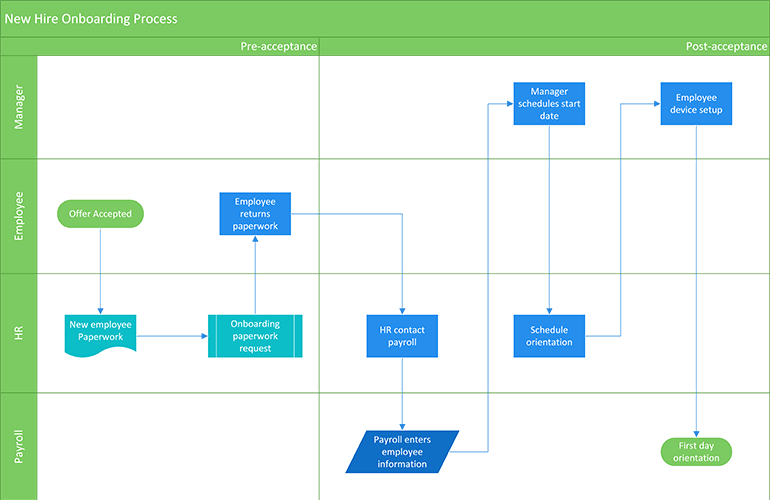 New Hire Onboarding Process
Pre-acceptance
Post-acceptance
Manager
Manager
schedules start
date
Employee
device setup
Employee
Offer Accepted
Employee
returns
paperwork
HR
New employee
Paperwork
Onboarding
paperwork
request
HR contact
payroll
Schedule
orientation
Payroll
Payroll enters
employee
information
First day
orientation